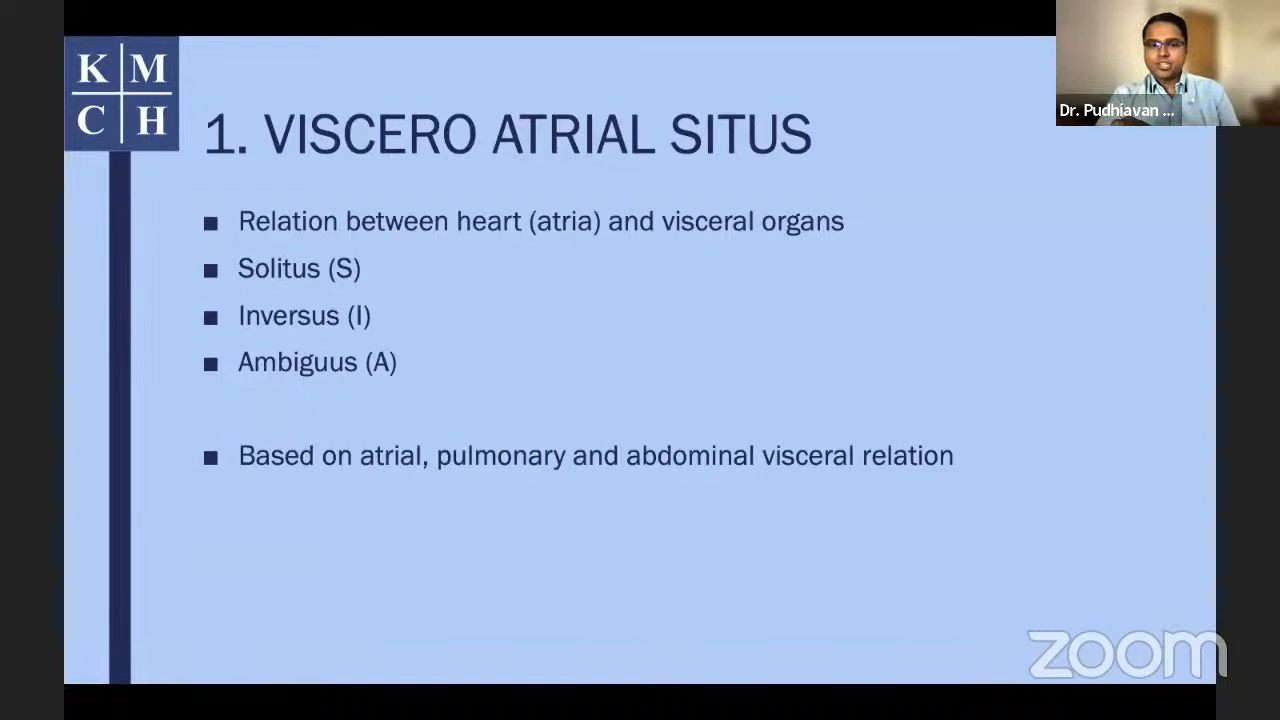 K M
C H
Dr. Pudhiavan ...
1. VISCERO ATRIAL SITUS
■ Relation between heart (atria) and visceral organs
■ Solitus (S)
■ Inversus (I)
■ Ambiguus (A)
■ Based on atrial, pulmonary and abdominal visceral relation
zoom